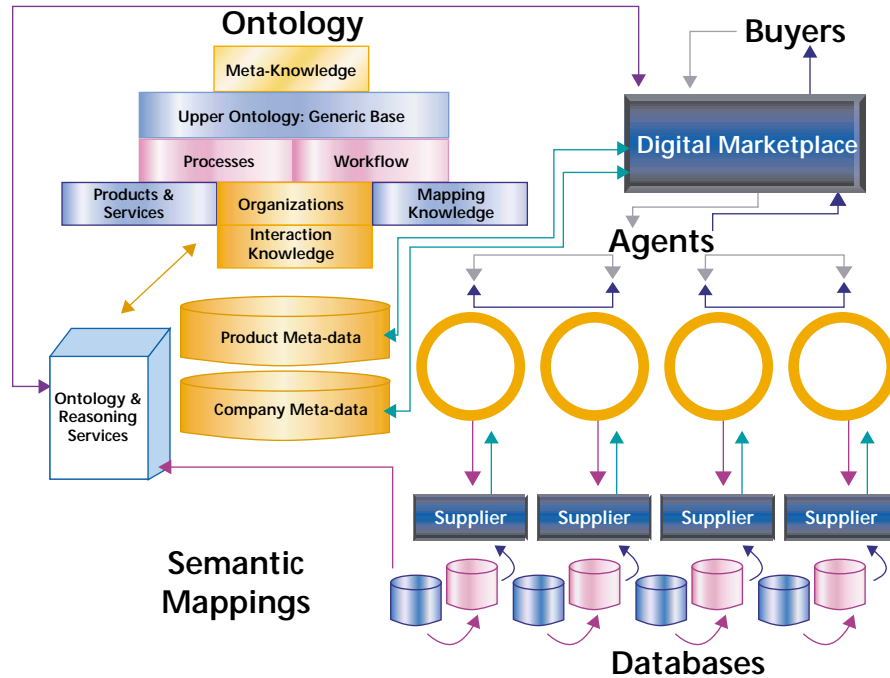 Ontology
Buyers
Meta-Knowledge
Upper Ontology: Generic Base
Processes
Workflow
Products &
Services
Organizations
Mapping
Knowledge
Interaction
Knowledge
Digital Marketplace
Agents
Product Meta-data
Company Meta-data
Ontology &
Reasoning
Services
Supplier
Supplier
Supplier
Supplier
Semantic
Mappings
Databases